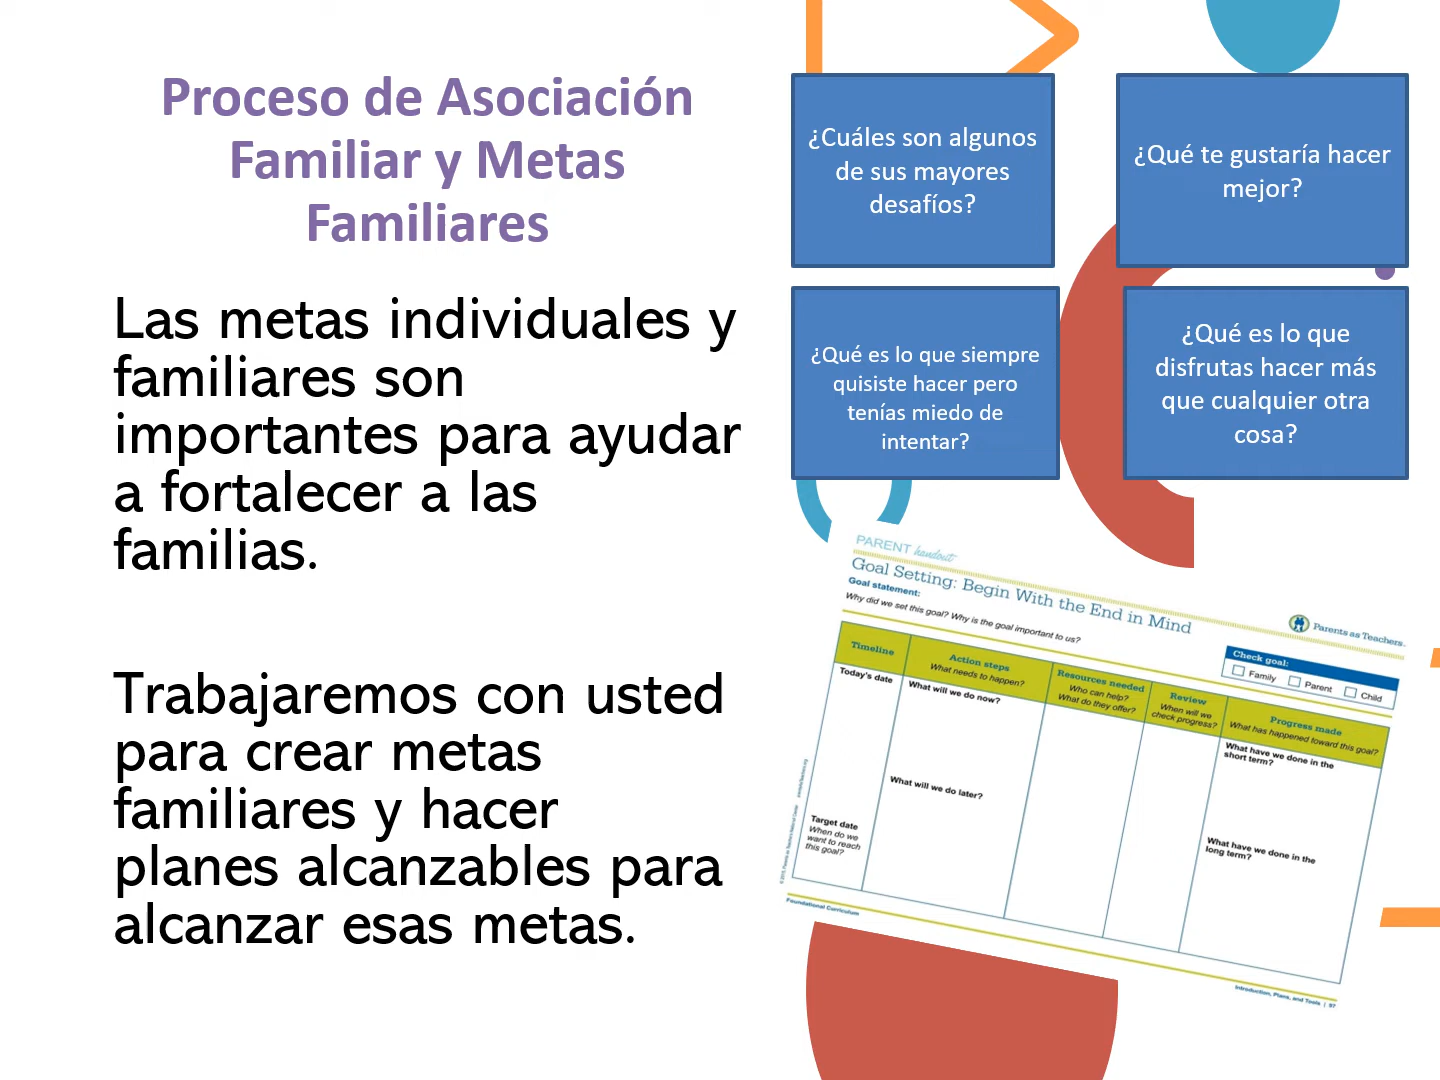 Proceso de Asociación
Familiar y Metas
Familiares
Las metas individuales y
familiares son
importantes para ayudar
a fortalecer a las
familias.
Trabajaremos con usted
para crear metas
familiares y hacer
planes alcanzables para
alcanzar esas metas.
¿Cuáles son algunos
de sus mayores
desafíos?
¿Qué te gustaría hacer
mejor?
¿Qué es lo que siempre
quisiste hacer pero
tenías miedo de
intentar?
¿Qué es lo que
disfrutas hacer más
que cualquier otra
cosa?
PARENT handout
Goal Setting: Begin With the End in Mind
Parents as Teachers.
Goal statement:
Why did we set this goal? Why is the goal important to us?
Check goal:
Family Parent Child
Timeline
Action steps
What needs to happen?
Resources needed
Who can help?
What do they offer?
Review
When will we
check progress?
Progress made
What has happened toward this goal?
Today's date
What will we do now?
What will we do later?
What have we done in the
short term?
What have we done in the
long term?
Target date
When do we
want to reach
this goal?
Foundational Curriculum
Introduction, Plans, and Tools | 97